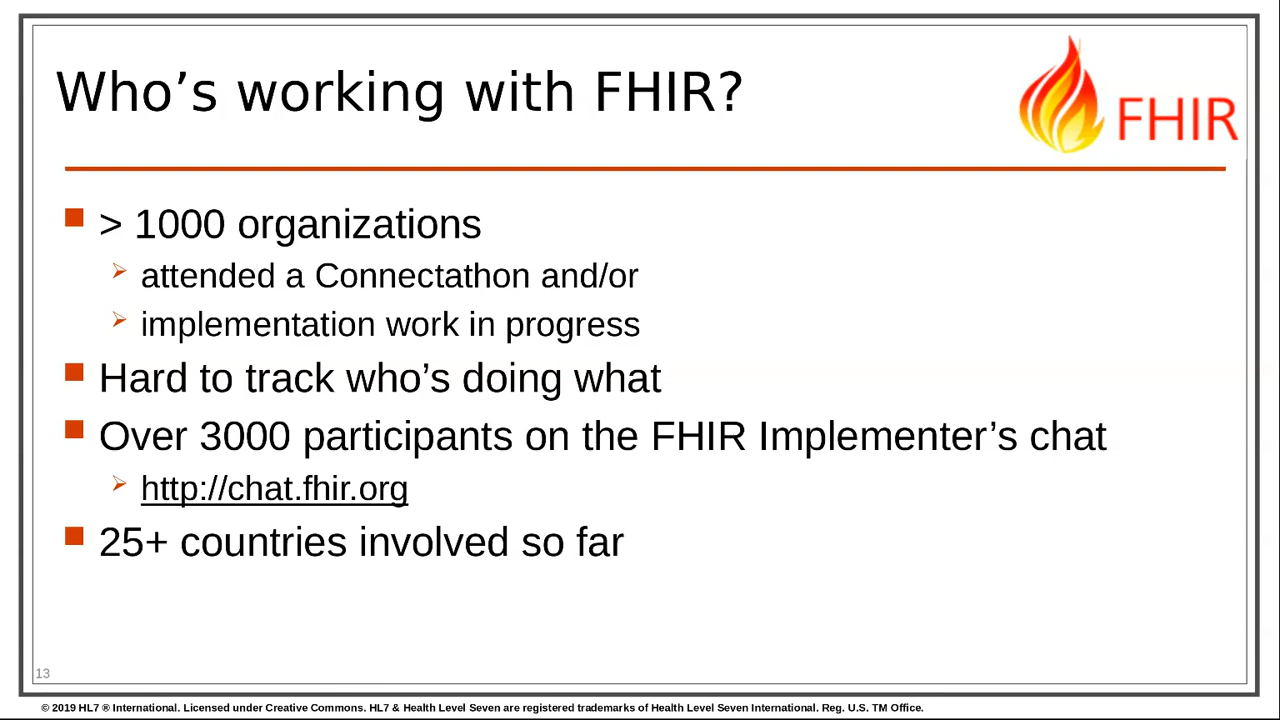 Who’s working with FHIR?
FHIR
> 1000 organizations
attended a Connectathon and/or
implementation work in progress
Hard to track who’s doing what
Over 3000 participants on the FHIR Implementer’s chat
http://chat.fhir.org
25+ countries involved so far
13
© 2019 HL7 ® International. Licensed under Creative Commons. HL7 & Health Level Seven are registered trademarks of Health Level Seven International. Reg. U.S. TM Office.